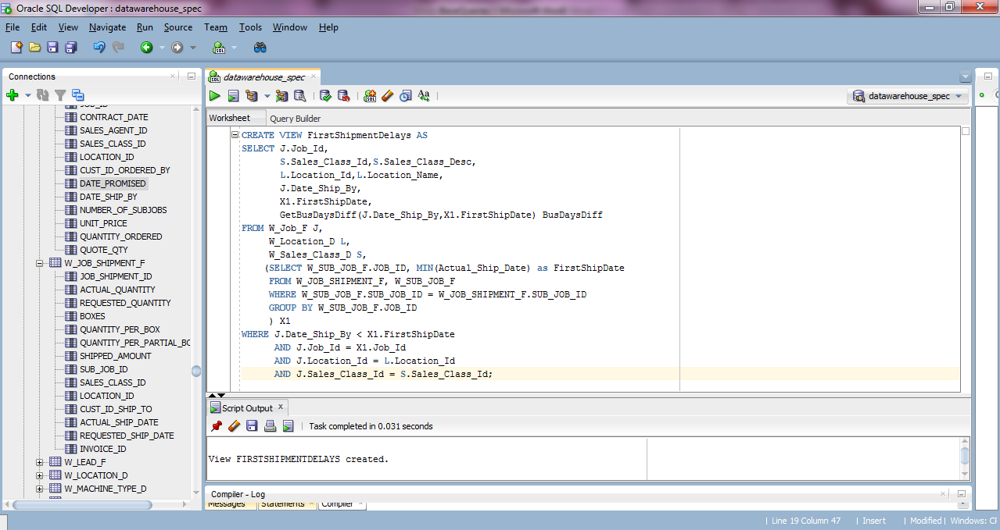 Oracle SQL Developer : datawarehouse_spec
File Edit View Navigate Run Source Team Tools Window Help
Connections
JOB_ID
CONTRACT_DATE
SALES_AGENT_ID
SALES_CLASS_ID
LOCATION_ID
CUST_ID_ORDERED_BY
DATE_PROMISED
DATE_SHIP_BY
NUMBER_OF_SUBJOBS
UNIT_PRICE
QUANTITY_ORDERED
QUOTE_QTY
W_JOB_SHIPMENT_F
JOB_SHIPMENT_ID
ACTUAL_QUANTITY
REQUESTED_QUANTITY
BOXES
QUANTITY_PER_BOX
QUANTITY_PER_PARTIAL_BO
SHIPPED_AMOUNT
SUB_JOB_ID
SALES_CLASS_ID
LOCATION_ID
CUST_ID_SHIP_TO
ACTUAL_SHIP_DATE
REQUESTED_SHIP_DATE
INVOICE_ID
W_LEAD_F
W_LOCATION_D
W_MACHINE_TYPE_D
datawarehouse_spec
datawarehouse_spec
Worksheet Query Builder
CREATE VIEW FirstShipmentDelays AS
SELECT J.Job_Id,
S.Sales_Class_Id,S.Sales_Class_Desc,
L.Location_Id,L.Location_Name,
J.Date_Ship_By,
X1.FirstShipDate,
GetBusDaysDiff(J.Date_Ship_By,X1.FirstShipDate) BusDaysDiff
FROM W_Job_F J,
W_Location_D L,
W_Sales_Class_D S,
(SELECT W_SUB_JOB_F.JOB_ID, MIN(Actual_Ship_Date) as FirstShipDate
FROM W_JOB_SHIPMENT_F, W_SUB_JOB_F
WHERE W_SUB_JOB_F.SUB_JOB_ID = W_JOB_SHIPMENT_F.SUB_JOB_ID
GROUP BY W_SUB_JOB_F.JOB_ID
) X1
WHERE J.Date_Ship_By < X1.FirstShipDate
AND J.Job_Id = X1.Job_Id
AND J.Location_Id = L.Location_Id
AND J.Sales_Class_Id = S.Sales_Class_Id;
Script Output
Task completed in 0.031 seconds
View FIRSTSHIPMENTDELAYS created.
Compiler - Log
Messages Statements Compiler
Line 19 Column 47 | Insert | Modified | Windows: CF